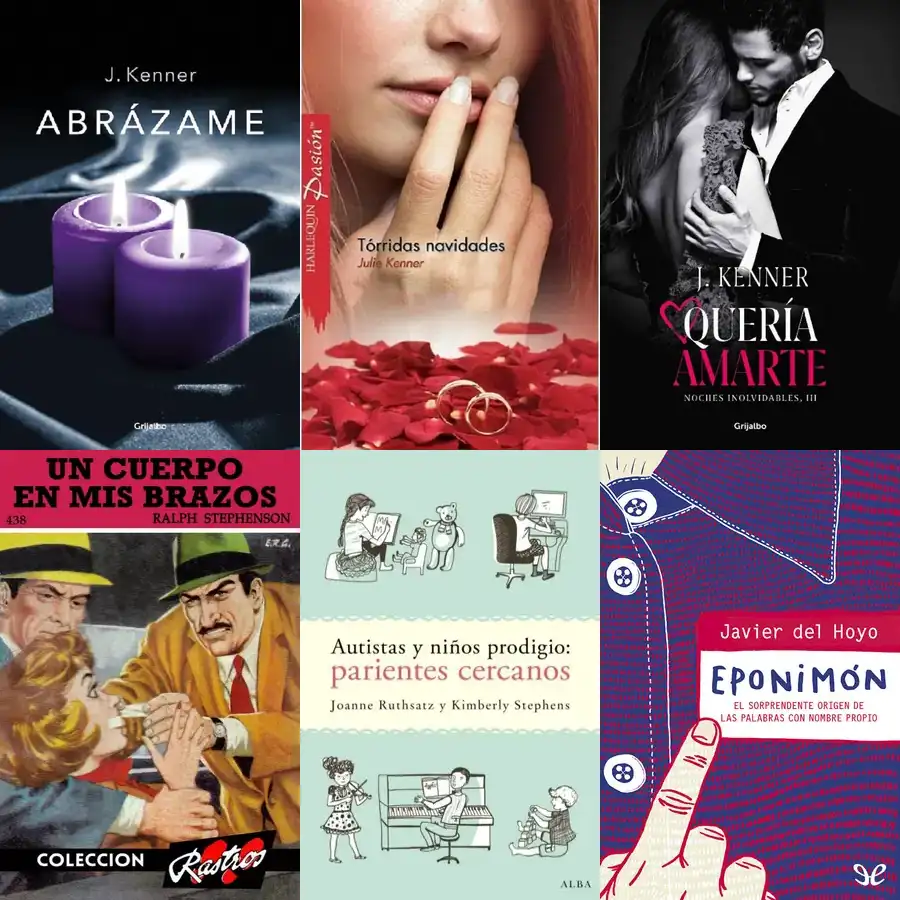 J. Kenner
ABRÁZAME
Grijalbo
HARLEQUIN Pasión™
Tórridas navidades
Julie Kenner
J. KENNER
QUERÍA
AMARTE
NOCHES INOLVIDABLES, III
Grijalbo
UN CUERPO
EN MIS BRAZOS
438
RALPH STEPHENSON
E.R.G.
COLECCION
Rastros
Autistas y niños prodigio:
parientes cercanos
Joanne Ruthsatz y Kimberly Stephens
ALBA
Javier del Hoyo
EPONIMÓN
EL SORPRENDENTE ORIGEN DE
LAS PALABRAS CON NOMBRE PROPIO